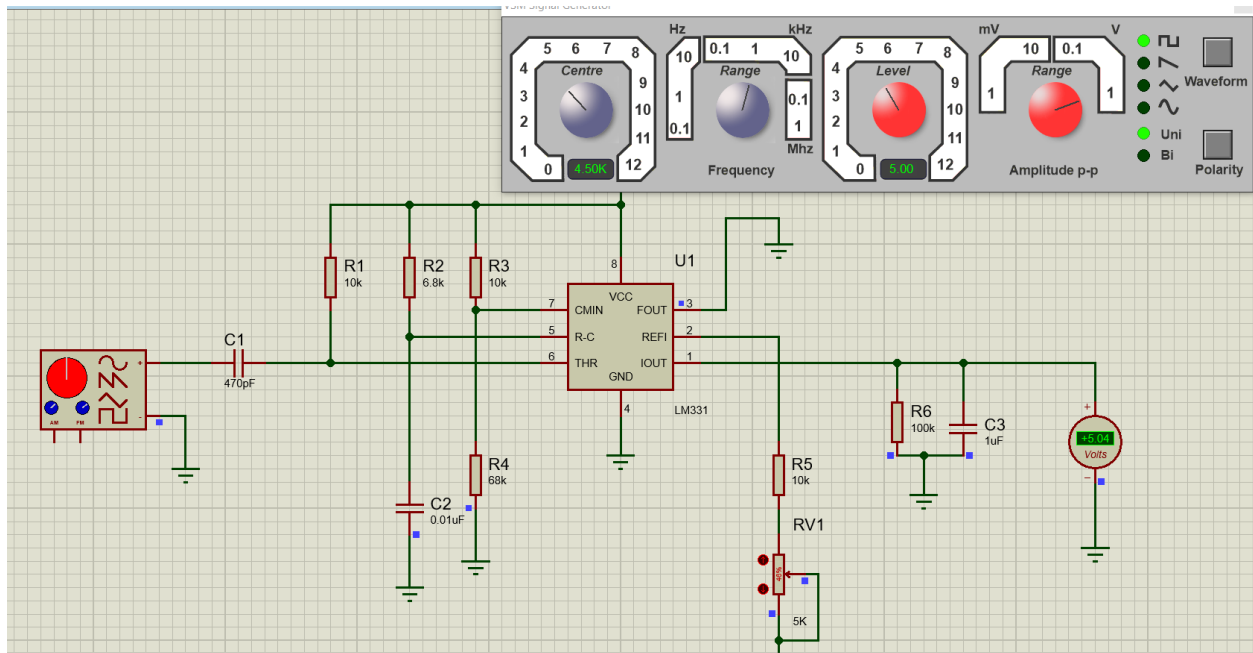 VSM Signal Generator
Hz kHz mV V
5 6 7 8
4 9
3 10
2 11
1 12
0
Centre
4.50K
10 0.1 1 10
1 0.1
0.1 1
Range
Mhz
Frequency
5 6 7 8
4 9
3 10
2 11
1 12
0
Level
5.00
10 0.1
1 1
Range
Amplitude p-p
Waveform
Uni
Bi
Polarity
R1
10k
R2
6.8k
R3
10k
U1
8
VCC
7 CMIN FOUT 3
5 R-C REFI 2
6 THR IOUT 1
GND
4
LM331
C1
470pF
+
-
AM FM
R4
68k
C2
0.01uF
R5
10k
RV1
46%
5K
R6
100k
C3
1uF
+
+5.04
Volts
-